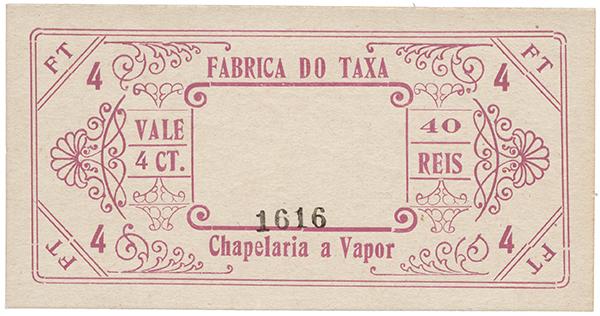 FT
4
FABRICA DO TAXA
4
FT
VALE
4 CT.
40
REIS
1616
FT
4
Chapelaria a Vapor
4
FT